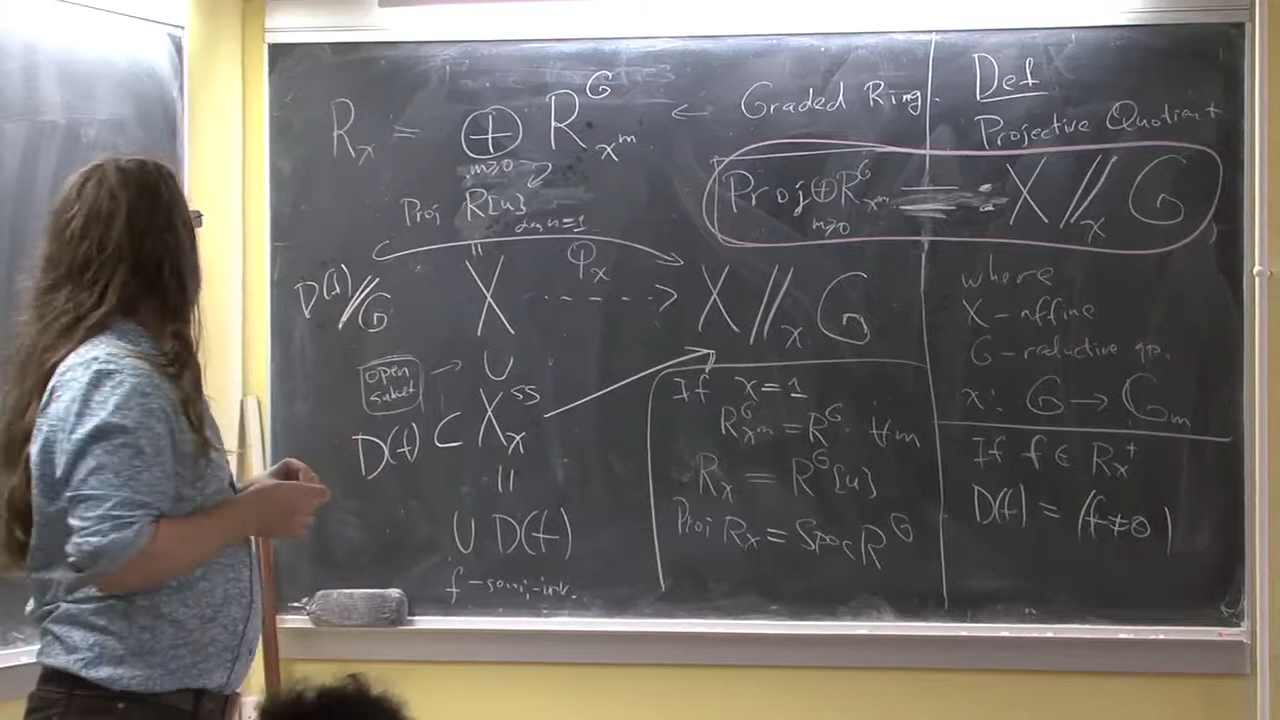 R_χ = ⊕_{m≥0} R^G_{χ^m} ← Graded Ring.
Proj R[u] deg u=1
"
φ_χ
D(f)//G X ⇢ X//_χ G
open subset → ∪
D(f) ⊂ X^{ss}_χ
||
∪ D(f)
f - semi-inv.
If χ=1
R^G_{χ^m} = R^G ∀m
R_χ = R^G[u]
Proj R_χ = Spec R^G
Def
Projective Quotient
Proj ⊕_{m≥0} R^G_{χ^m} =: X//_χ G
where
X - affine
G - reductive gp.
χ: G → G_m
If f ∈ R_χ^+
D(f) = (f≠0)